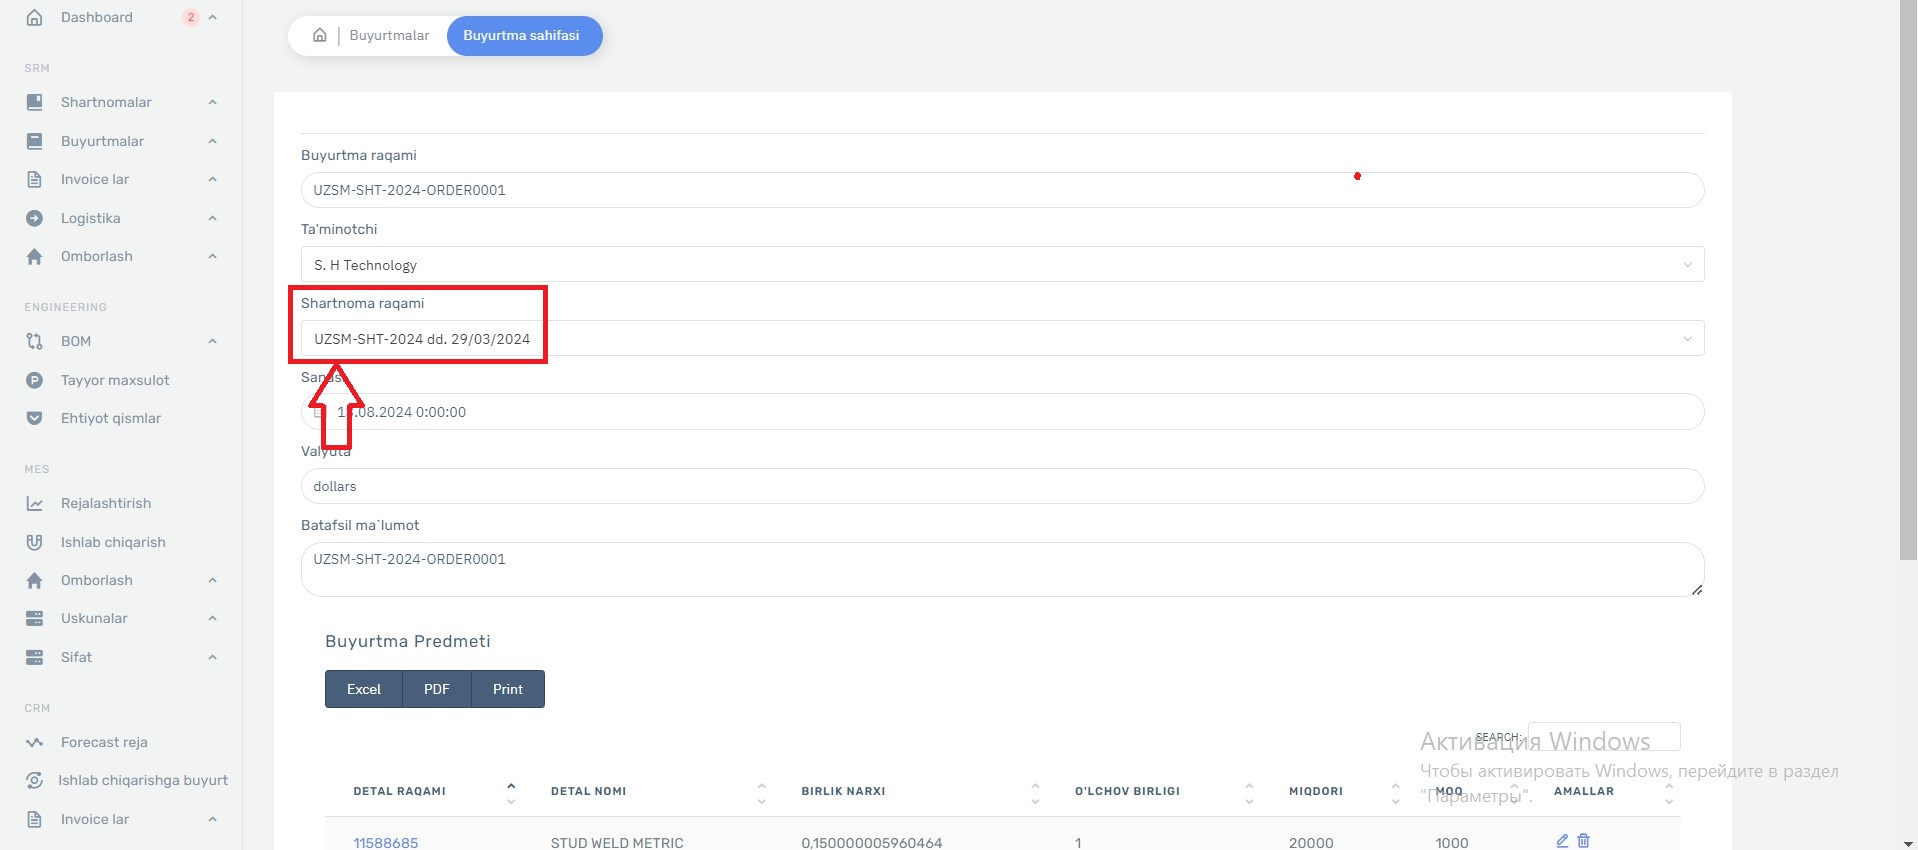 Dashboard 2
SRM
Shartnomalar
Buyurtmalar
Invoice lar
Logistika
Omborlash
ENGINEERING
BOM
Tayyor maxsulot
Ehtiyot qismlar
MES
Rejalashtirish
Ishlab chiqarish
Omborlash
Uskunalar
Sifat
CRM
Forecast reja
Ishlab chiqarishga buyurt
Invoice lar
Buyurtmalar
Buyurtma sahifasi
Buyurtma raqami
UZSM-SHT-2024-ORDER0001
Ta'minotchi
S. H Technology
Shartnoma raqami
UZSM-SHT-2024 dd. 29/03/2024
.08.2024 0:00:00
Valyuta
dollars
Batafsil ma`lumot
UZSM-SHT-2024-ORDER0001
Buyurtma Predmeti
Excel PDF Print
SEARCH:
DETAL RAQAMI DETAL NOMI BIRLIK NARXI O'LCHOV BIRLIGI MIQDORI MOQ AMALLAR
11588685 STUD WELD METRIC 0,150000005960464 1 20000 1000
Активация Windows
Чтобы активировать Windows, перейдите в раздел
"Параметры".